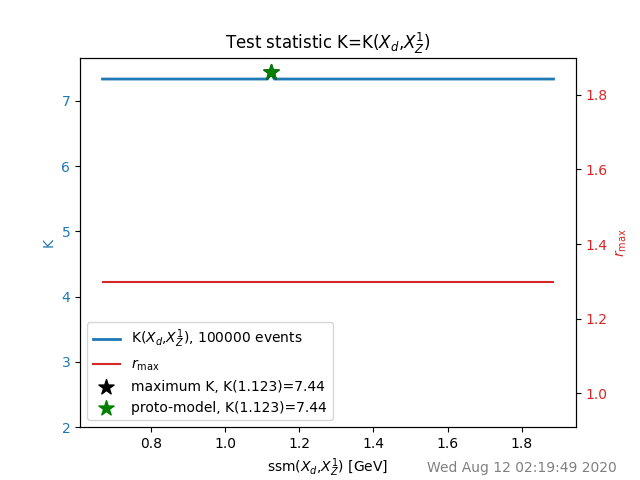 Test statistic K=K(X_d,X_Z^1)
7
6
5
4
3
2
K
1.8
1.6
1.4
1.2
1.0
r_max
K(X_d,X_Z^1), 100000 events
r_max
maximum K, K(1.123)=7.44
proto-model, K(1.123)=7.44
0.8 1.0 1.2 1.4 1.6 1.8
ssm(X_d,X_Z^1) [GeV]
Wed Aug 12 02:19:49 2020